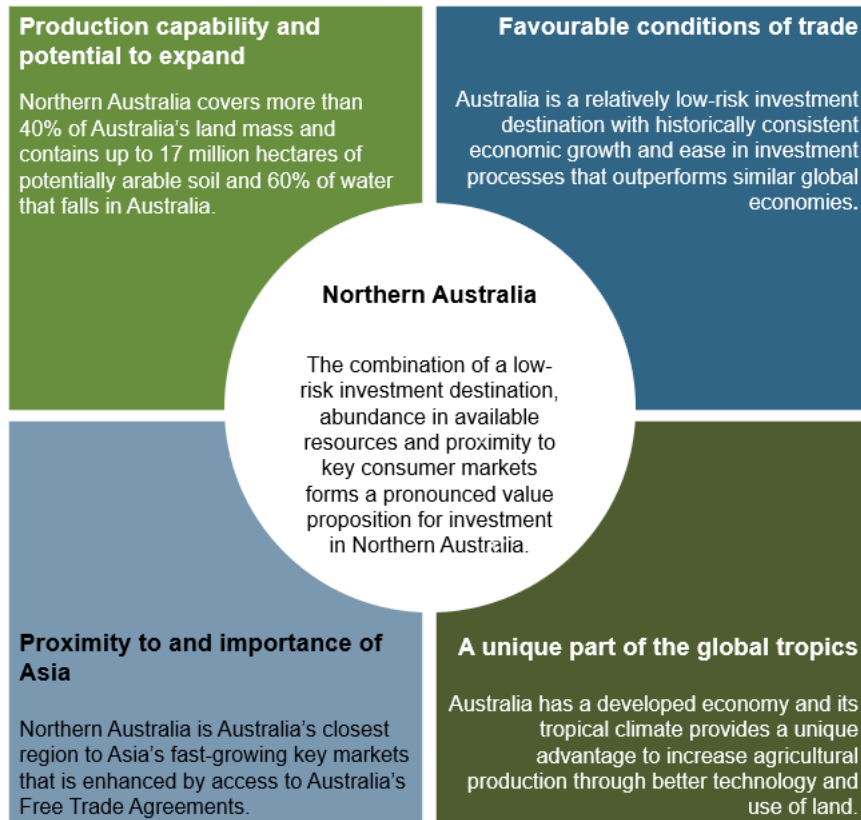 Production capability and
potential to expand
Northern Australia covers more than
40% of Australia's land mass and
contains up to 17 million hectares of
potentially arable soil and 60% of water
that falls in Australia.
Favourable conditions of trade
Australia is a relatively low-risk investment
destination with historically consistent
economic growth and ease in investment
processes that outperforms similar global
economies.
Northern Australia
The combination of a low-
risk investment destination,
abundance in available
resources and proximity to
key consumer markets
forms a pronounced value
proposition for investment
in Northern Australia.
Proximity to and importance of
Asia
Northern Australia is Australia's closest
region to Asia's fast-growing key markets
that is enhanced by access to Australia's
Free Trade Agreements.
A unique part of the global tropics
Australia has a developed economy and its
tropical climate provides a unique
advantage to increase agricultural
production through better technology and
use of land.